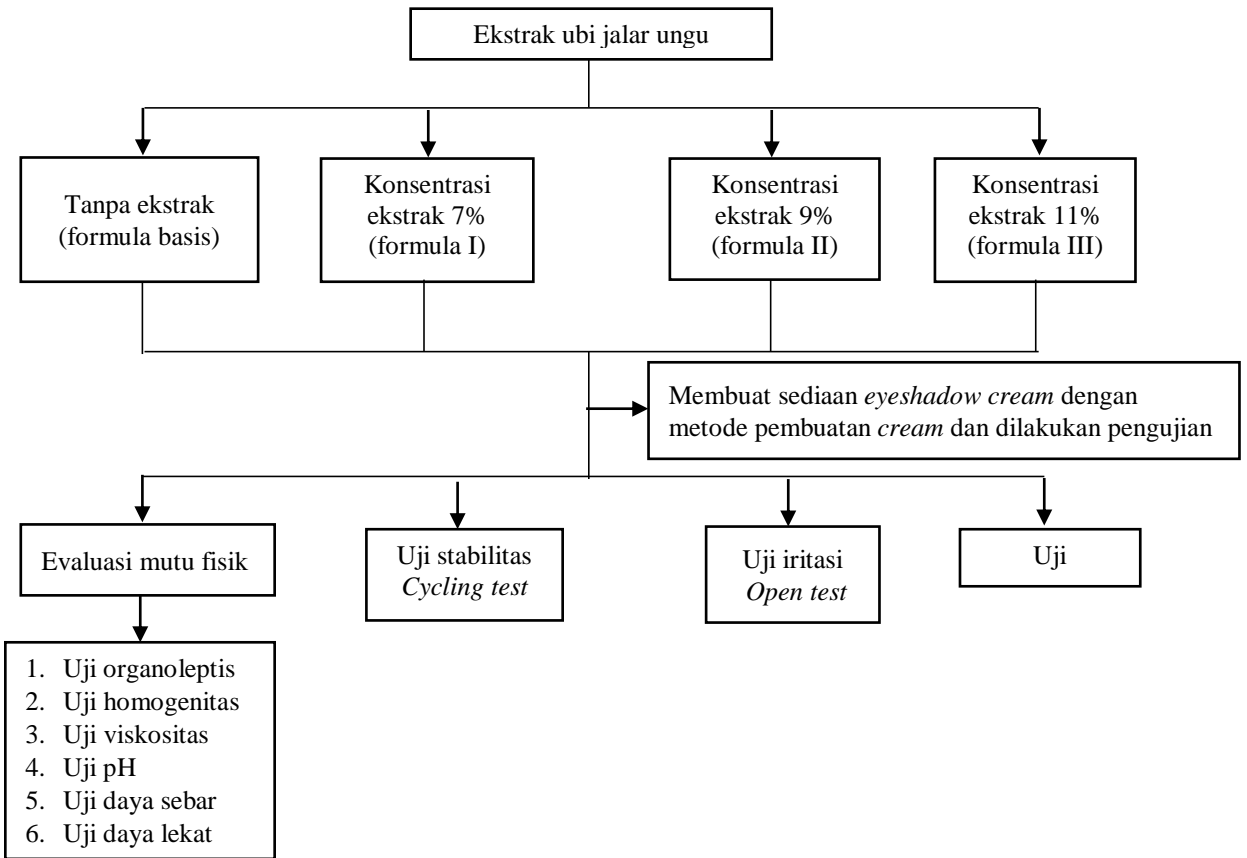 Ekstrak ubi jalar ungu
Tanpa ekstrak
(formula basis)
Konsentrasi
ekstrak 7%
(formula I)
Konsentrasi
ekstrak 9%
(formula II)
Konsentrasi
ekstrak 11%
(formula III)
Membuat sediaan eyeshadow cream dengan
metode pembuatan cream dan dilakukan pengujian
Evaluasi mutu fisik
Uji stabilitas
Cycling test
Uji iritasi
Open test
Uji
1. Uji organoleptis
2. Uji homogenitas
3. Uji viskositas
4. Uji pH
5. Uji daya sebar
6. Uji daya lekat